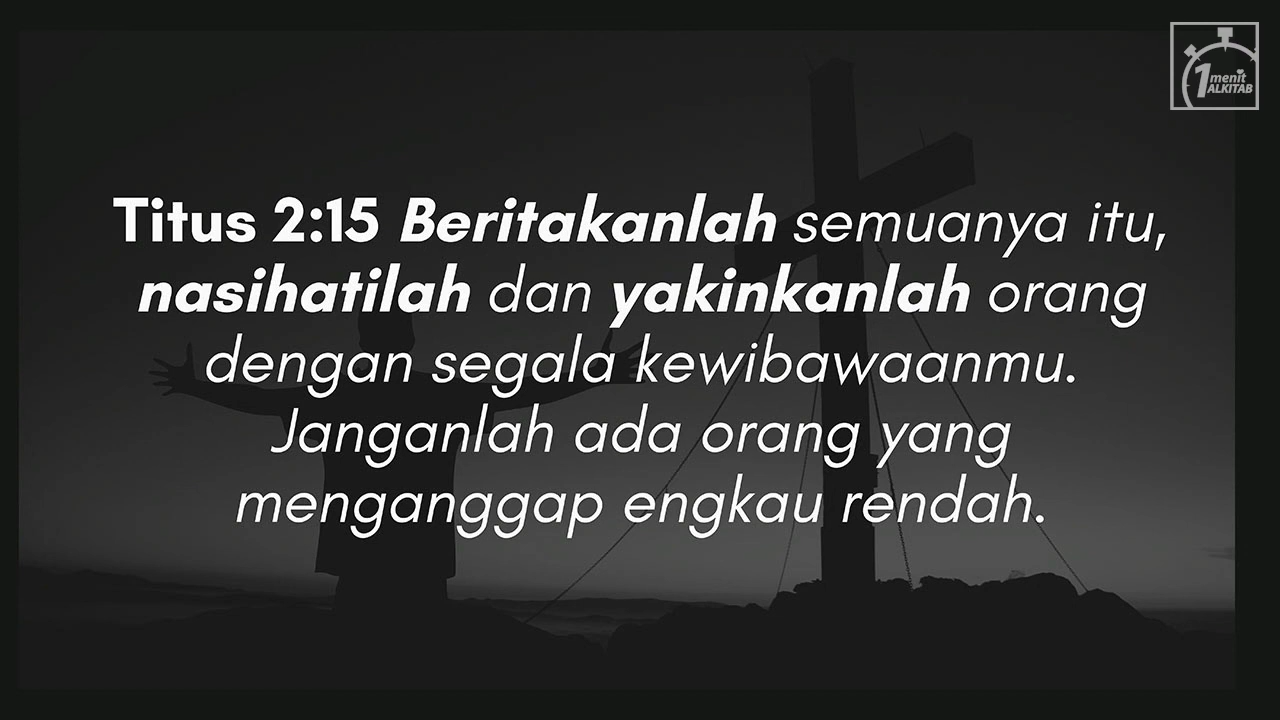 1 menit
ALKITAB
Titus 2:15 Beritakanlah semuanya itu,
nasihatilah dan yakinkanlah orang
dengan segala kewibawaanmu.
Janganlah ada orang yang
menganggap engkau rendah.